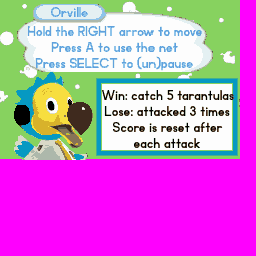 Orville
Hold the RIGHT arrow to move
Press A to use the net
Press SELECT to (un)pause
Win: catch 5 tarantulas
Lose: attacked 3 times
Score is reset after
each attack